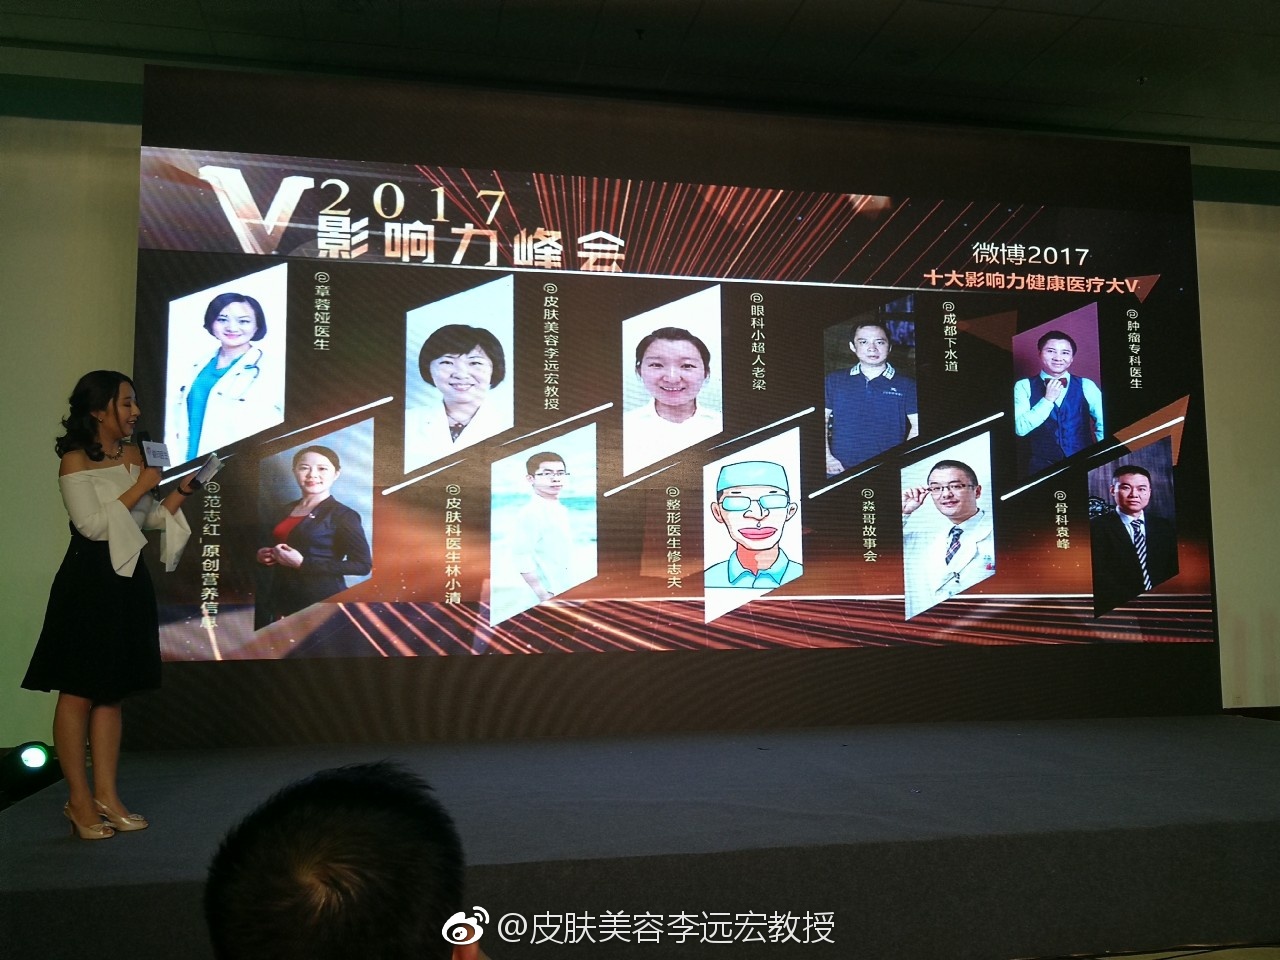 V 2017
影响力峰会
微博2017
十大影响力健康医疗大V
@章蓉娅医生
@皮肤美容李远宏教授
@眼科小超人老梁
@成都下水道
@肿瘤专科医生
@范志红_原创营养信息
@皮肤科医生林小清
@整形医生修志夫
@淼哥故事会
@骨科袁峰
@皮肤美容李远宏教授